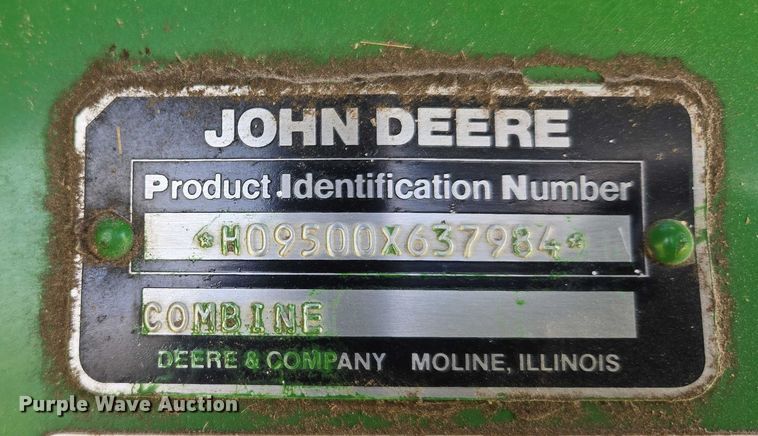 JOHN DEERE
Product Identification Number
*H09500X637984*
COMBINE
DEERE & COMPANY MOLINE, ILLINOIS
Purple Wave Auction